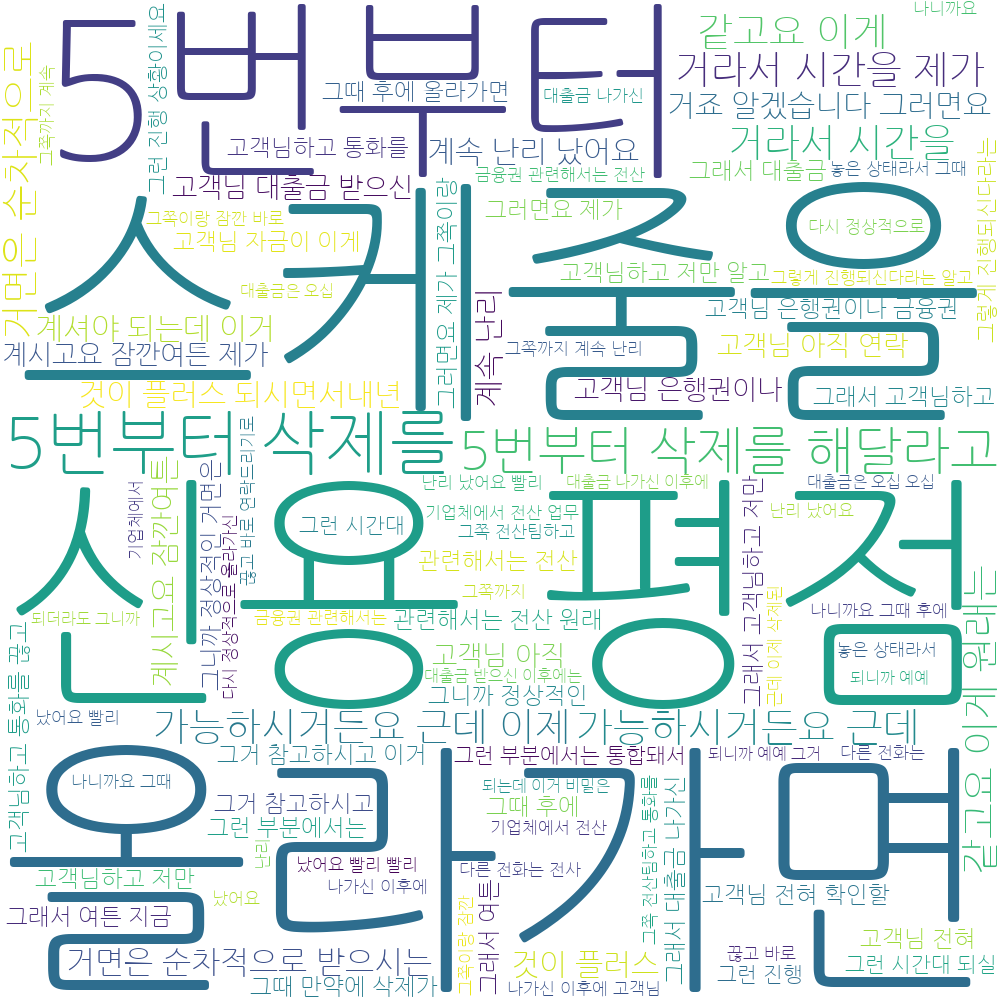 5번부터
스케줄을
신용평점
올라가면
5번부터 삭제를
5번부터 삭제를 해달라고
나니까요
같고요 이게
거라서 시간을 제가
거죠 알겠습니다 그러면요
거라서 시간을
그래서 대출금
놓은 상태라서 그때
그때 후에 올라가면
대출금 나가신
고객님하고 통화를
계속 난리 났어요
고객님 대출금 받으신
금융권 관련해서는 전산
거면은 순차적으로
그쪽까지 계속
그런 진행 상황이세요
그쪽이랑 잠깐 바로
고객님 자금이 이게
대출금은 오십
계셔야 되는데 이거
계시고요 잠깐여튼 제가
것이 플러스 되시면서내년
그러면요 제가 그쪽이랑
계속 난리
그러면요 제가
고객님하고 저만 알고
다시 정상적으로
그렇게 진행되신다라는 알고
그렇게 진행되신다라는
고객님 은행권이나 금융권
그쪽까지 계속 난리
고객님 아직 연락
고객님 은행권이나
그래서 고객님하고
끊고 바로 연락드리기로
기업체에서
계시고요 잠깐여튼
그니까 정상적인 거면은
다시 정상적으로 올라가신
그런 시간대
난리 났어요 빨리
대출금 나가신 이후에
대출금은 오십 오십
기업체에서 전산 업무
그쪽 전산팀하고
난리 났어요
관련해서는 전산
그쪽까지
그래서 고객님하고 저만
근데 이제 삭제된
나니까요 그때 후에
되더라도 그니까
금융권 관련해서는
관련해서는 전산 원래
고객님하고 통화를 끊고
고객님 아직
대출금 받으신 이후에는
그니까 정상적인
놓은 상태라서
되니까 예예
같고요 이게 원래는
났어요 빨리
가능하시거든요 근데 이제
가능하시거든요 근데
그거 참고하시고 이거
그런 부분에서는 통합돼서
되니까 예예 그거
다른 전화는
나니까요 그때
그거 참고하시고
그런 부분에서는
되는데 이거 비밀은
그때 후에
기업체에서 전산
그쪽 전산팀하고 통화를
그래서 대출금 나가신
난리
났어요 빨리 빨리
다른 전화는 전사
고객님하고 저만
나가신 이후에
났어요
고객님 전혀 확인할
그래서 여튼 지금
그쪽이랑 잠깐
그래서 여튼
고객님 전혀
거면은 순차적으로 받으시는
것이 플러스
끊고 바로
그런 시간대 되실
그런 진행
그때 만약에 삭제가
나가신 이후에 고객님